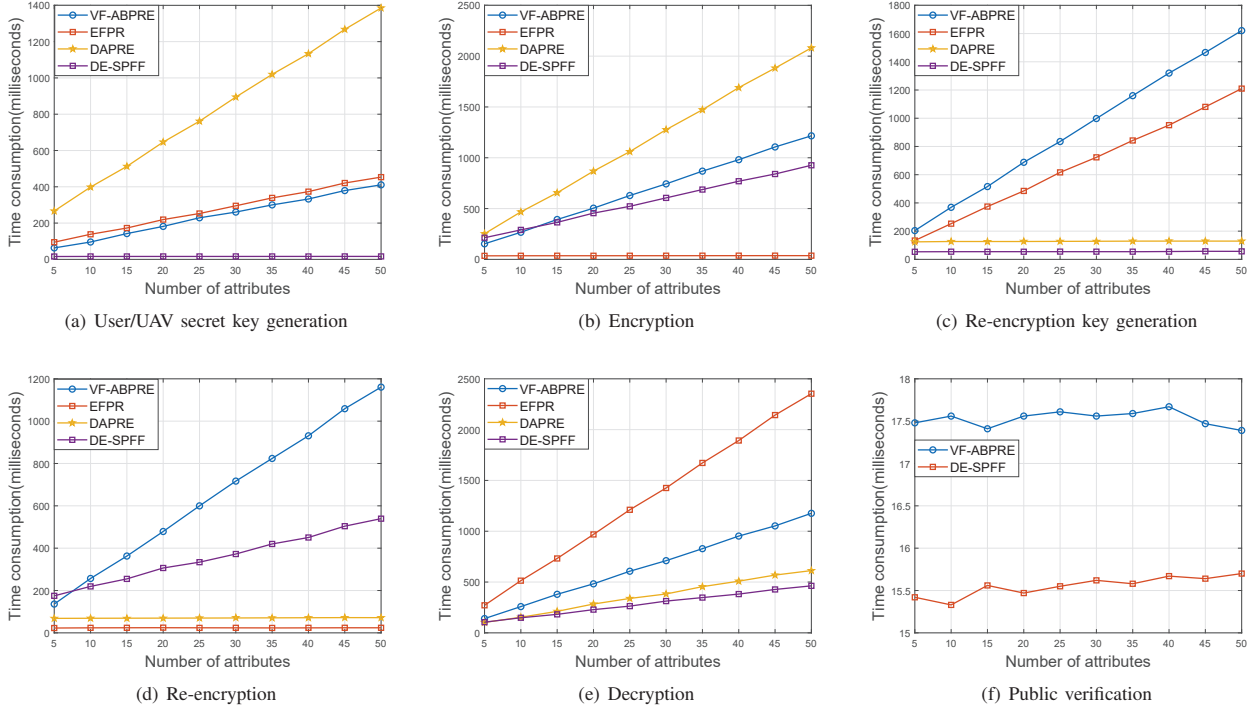 1400
1200
1000
800
600
400
200
0
Time consumption(milliseconds)
VF-ABPRE
EFPR
DAPRE
DE-SPFF
5 10 15 20 25 30 35 40 45 50
Number of attributes
(a) User/UAV secret key generation
2500
2000
1500
1000
500
0
Time consumption(milliseconds)
VF-ABPRE
EFPR
DAPRE
DE-SPFF
5 10 15 20 25 30 35 40 45 50
Number of attributes
(b) Encryption
1800
1600
1400
1200
1000
800
600
400
200
0
Time consumption(milliseconds)
VF-ABPRE
EFPR
DAPRE
DE-SPFF
5 10 15 20 25 30 35 40 45 50
Number of attributes
(c) Re-encryption key generation
1200
1000
800
600
400
200
0
Time consumption(milliseconds)
VF-ABPRE
EFPR
DAPRE
DE-SPFF
5 10 15 20 25 30 35 40 45 50
Number of attributes
(d) Re-encryption
2500
2000
1500
1000
500
0
Time consumption(milliseconds)
VF-ABPRE
EFPR
DAPRE
DE-SPFF
5 10 15 20 25 30 35 40 45 50
Number of attributes
(e) Decryption
18
17.5
17
16.5
16
15.5
15
Time consumption(milliseconds)
VF-ABPRE
DE-SPFF
5 10 15 20 25 30 35 40 45 50
Number of attributes
(f) Public verification